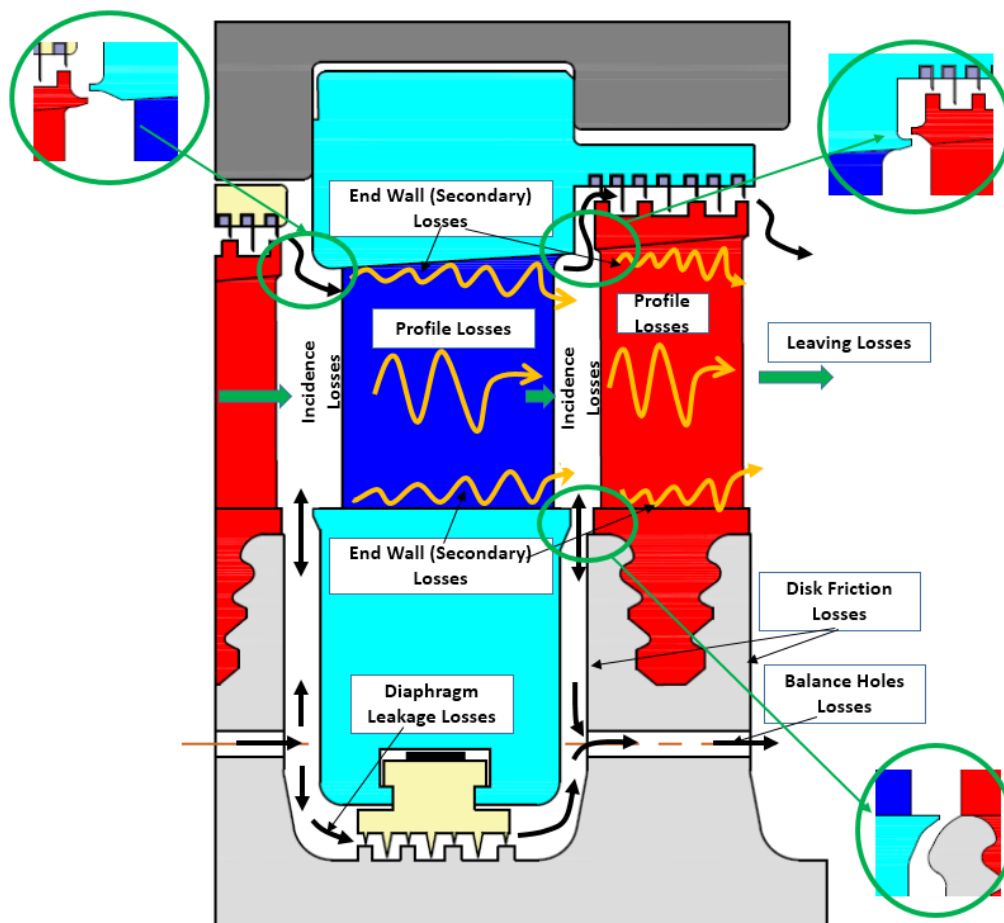 End Wall (Secondary)
Losses
Profile Losses
Profile
Losses
Leaving Losses
Incidence
Losses
Incidence
Losses
End Wall (Secondary)
Losses
Disk Friction
Losses
Diaphragm
Leakage Losses
Balance Holes
Losses